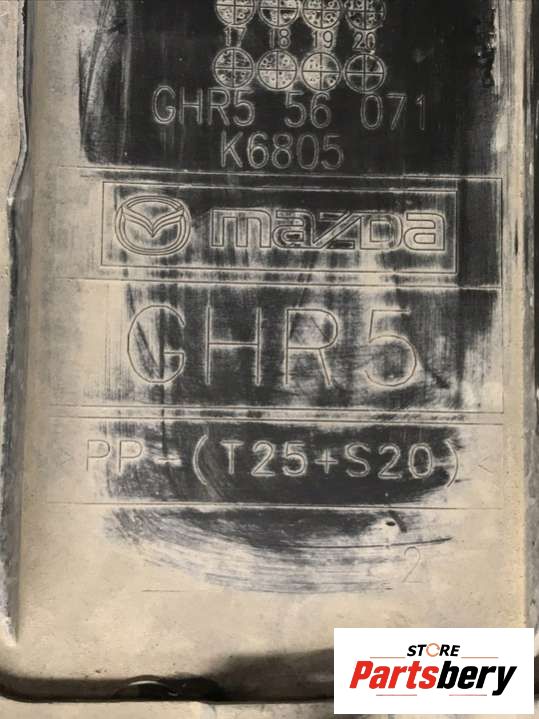 17 18 19 20
GHR5 56 071
K6805
mazda
GHR5
>PP-(T25+S20)<
2
STORE
Partsbery